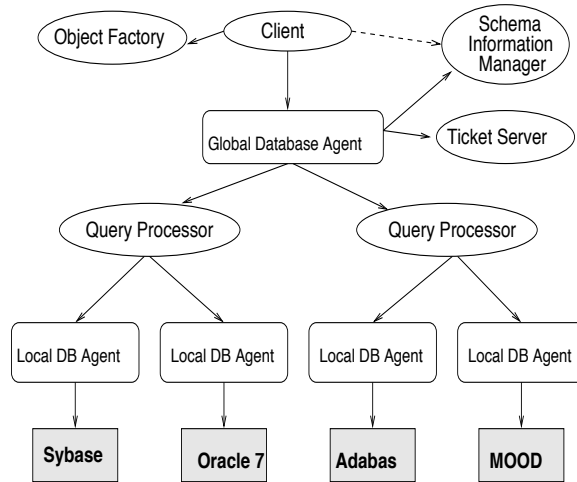 Object Factory
Client
Schema
Information
Manager
Global Database Agent
Ticket Server
Query Processor
Query Processor
Local DB Agent
Local DB Agent
Local DB Agent
Local DB Agent
Sybase
Oracle 7
Adabas
MOOD